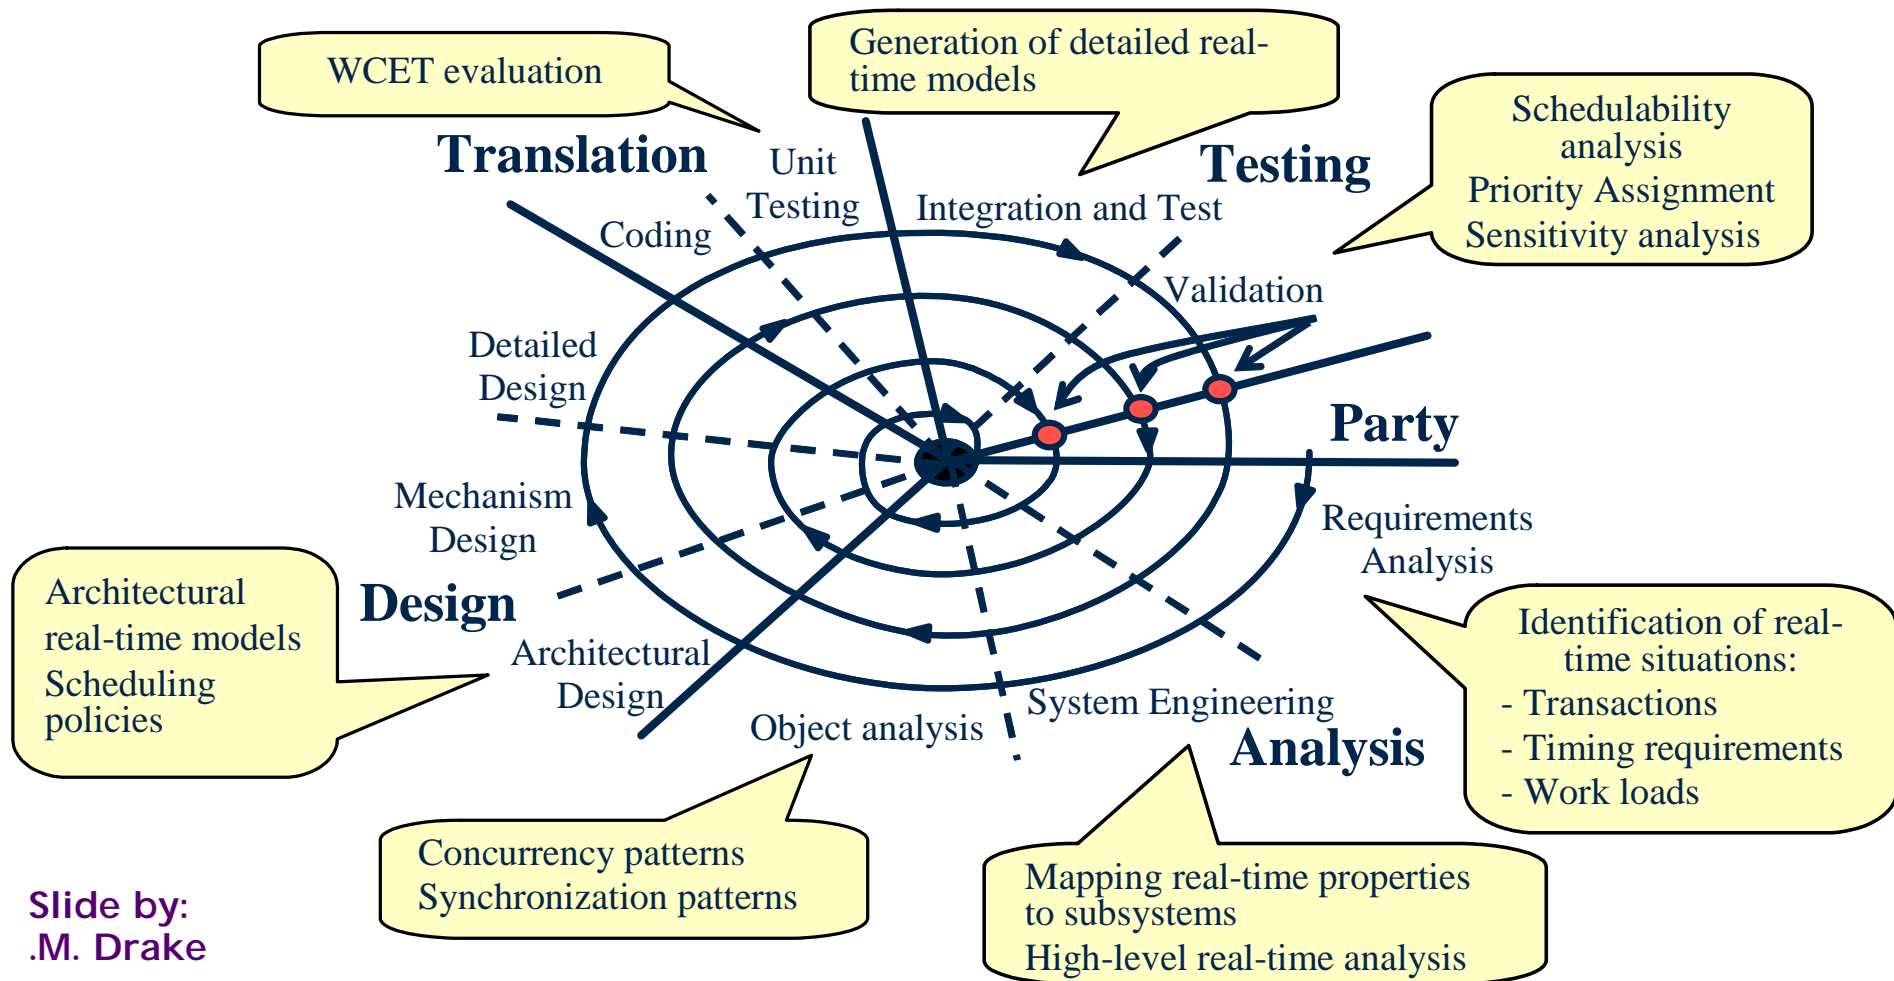 WCET evaluation
Generation of detailed real-
time models
Schedulability
analysis
Priority Assignment
Sensitivity analysis
Translation
Unit
Testing
Testing
Coding
Integration and Test
Validation
Detailed
Design
Party
Mechanism
Design
Requirements
Analysis
Architectural
real-time models
Scheduling
policies
Design
Identification of real-
time situations:
- Transactions
- Timing requirements
- Work loads
Architectural
Design
Object analysis
System Engineering
Analysis
Concurrency patterns
Synchronization patterns
Mapping real-time properties
to subsystems
High-level real-time analysis
Slide by:
.M. Drake